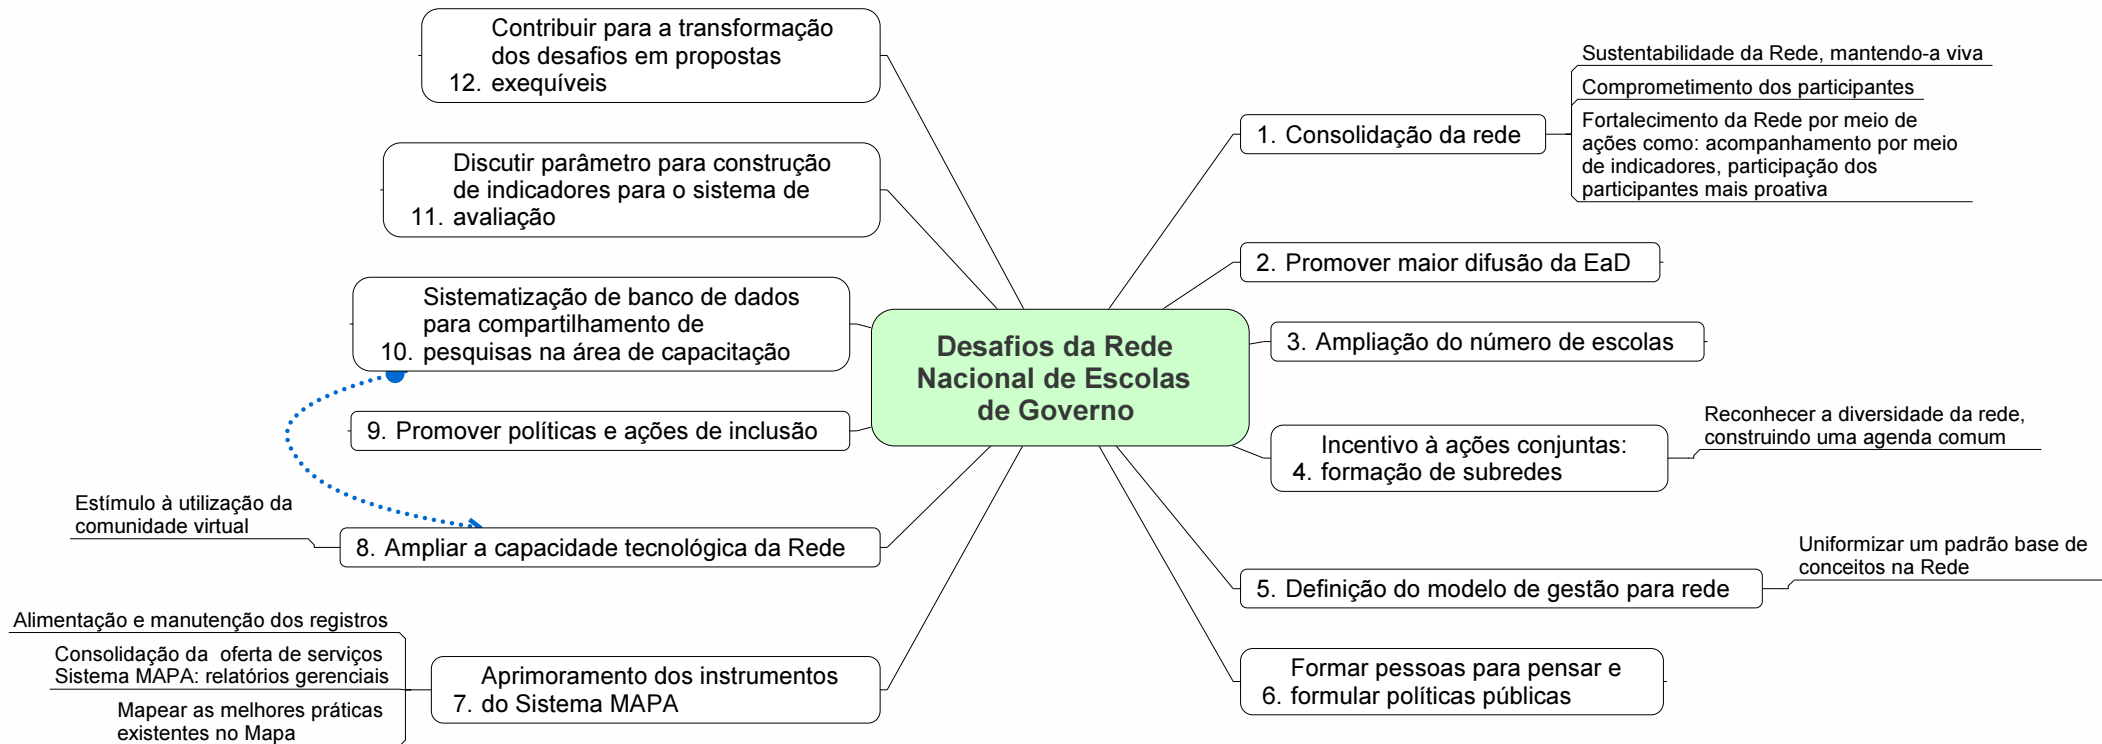 Desafios da Rede
Nacional de Escolas
de Governo
1. Consolidação da rede
Sustentabilidade da Rede, mantendo-a viva
Comprometimento dos participantes
Fortalecimento da Rede por meio de
ações como: acompanhamento por meio
de indicadores, participação dos
participantes mais proativa
2. Promover maior difusão da EaD
3. Ampliação do número de escolas
Incentivo à ações conjuntas:
4. formação de subredes
Reconhecer a diversidade da rede,
construindo uma agenda comum
5. Definição do modelo de gestão para rede
Uniformizar um padrão base de
conceitos na Rede
Formar pessoas para pensar e
6. formular políticas públicas
Aprimoramento dos instrumentos
7. do Sistema MAPA
Alimentação e manutenção dos registros
Consolidação da  oferta de serviços
Sistema MAPA: relatórios gerenciais
Mapear as melhores práticas
existentes no Mapa
8. Ampliar a capacidade tecnológica da Rede
Estímulo à utilização da
comunidade virtual
9. Promover políticas e ações de inclusão
Sistematização de banco de dados
para compartilhamento de
10. pesquisas na área de capacitação
Discutir parâmetro para construção
de indicadores para o sistema de
11. avaliação
Contribuir para a transformação
dos desafios em propostas
12. exequíveis